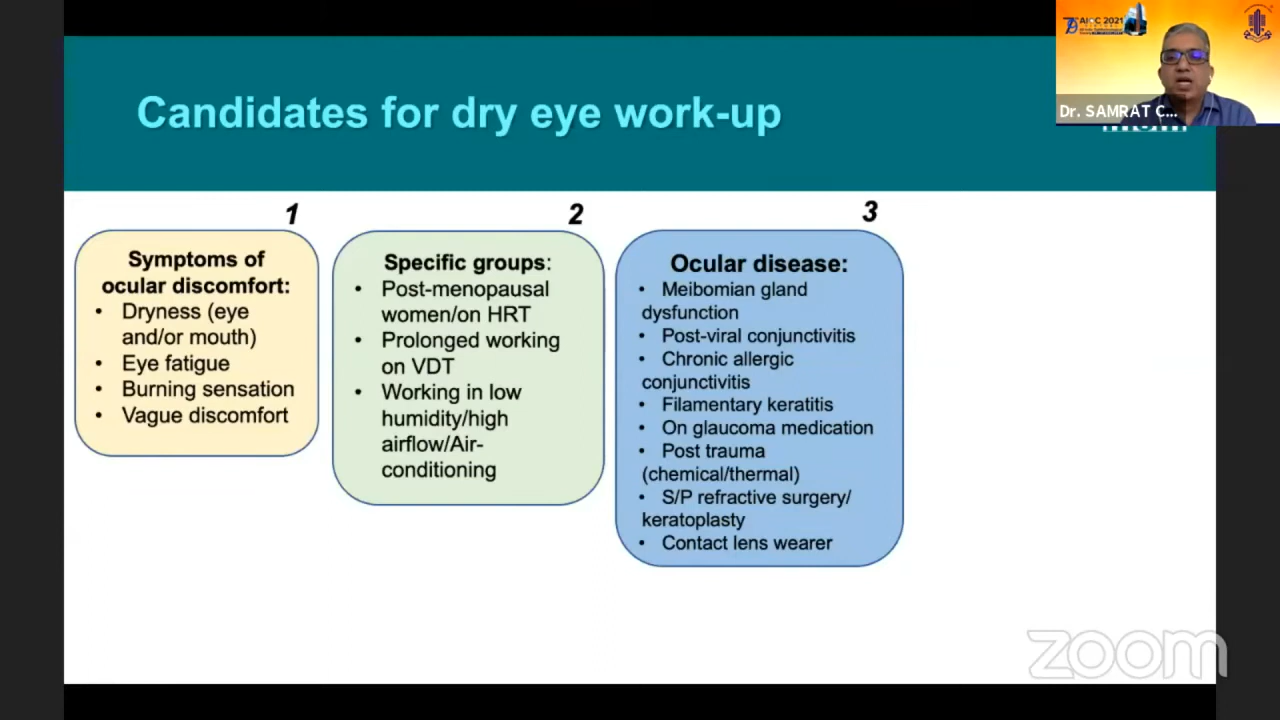 Candidates for dry eye work-up
AIOC 2021
Dr. SAMRAT C...
1
Symptoms of
ocular discomfort:
• Dryness (eye
and/or mouth)
• Eye fatigue
• Burning sensation
• Vague discomfort
2
Specific groups:
• Post-menopausal
women/on HRT
• Prolonged working
on VDT
• Working in low
humidity/high
airflow/Air-
conditioning
3
Ocular disease:
• Meibomian gland
dysfunction
• Post-viral conjunctivitis
• Chronic allergic
conjunctivitis
• Filamentary keratitis
• On glaucoma medication
• Post trauma
(chemical/thermal)
• S/P refractive surgery/
keratoplasty
• Contact lens wearer
zoom